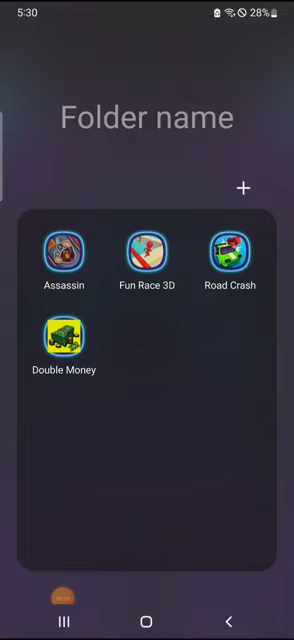 5:30
28%
Folder name
+
Assassin
Fun Race 3D
Road Crash
Double Money